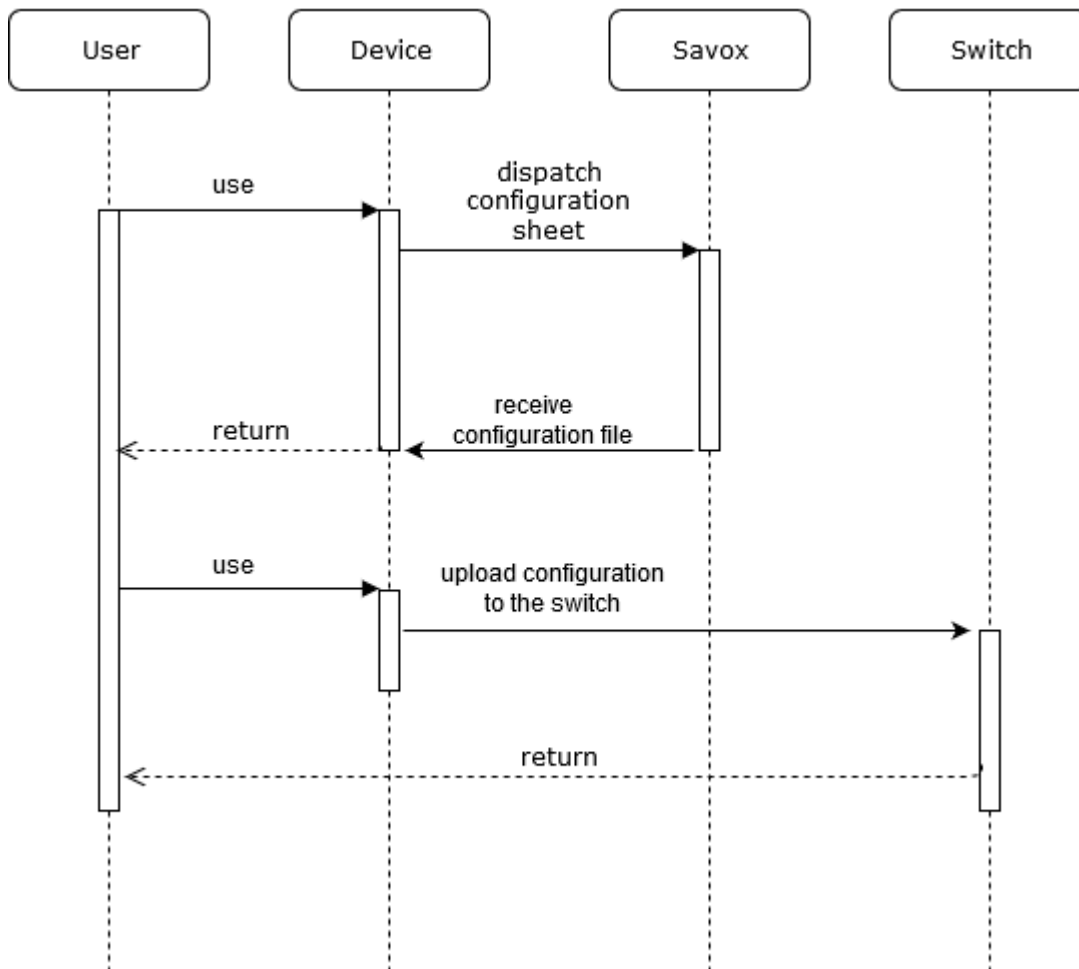 User
Device
Savox
Switch
use
dispatch
configuration
sheet
receive
configuration file
return
use
upload configuration
to the switch
return